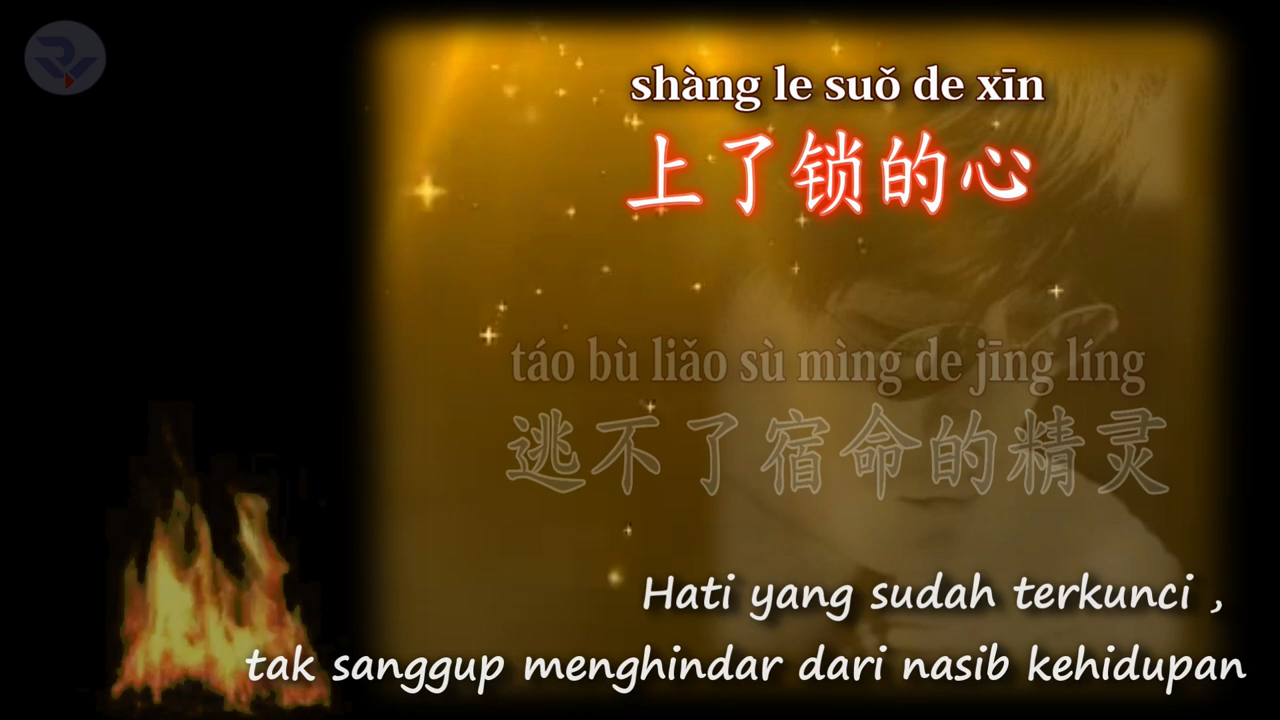 shàng le suǒ de xīn
上了锁的心
táo bù liǎo sù mìng de jīng líng
逃不了宿命的精灵
Hati yang sudah terkunci ,
tak sanggup menghindar dari nasib kehidupan